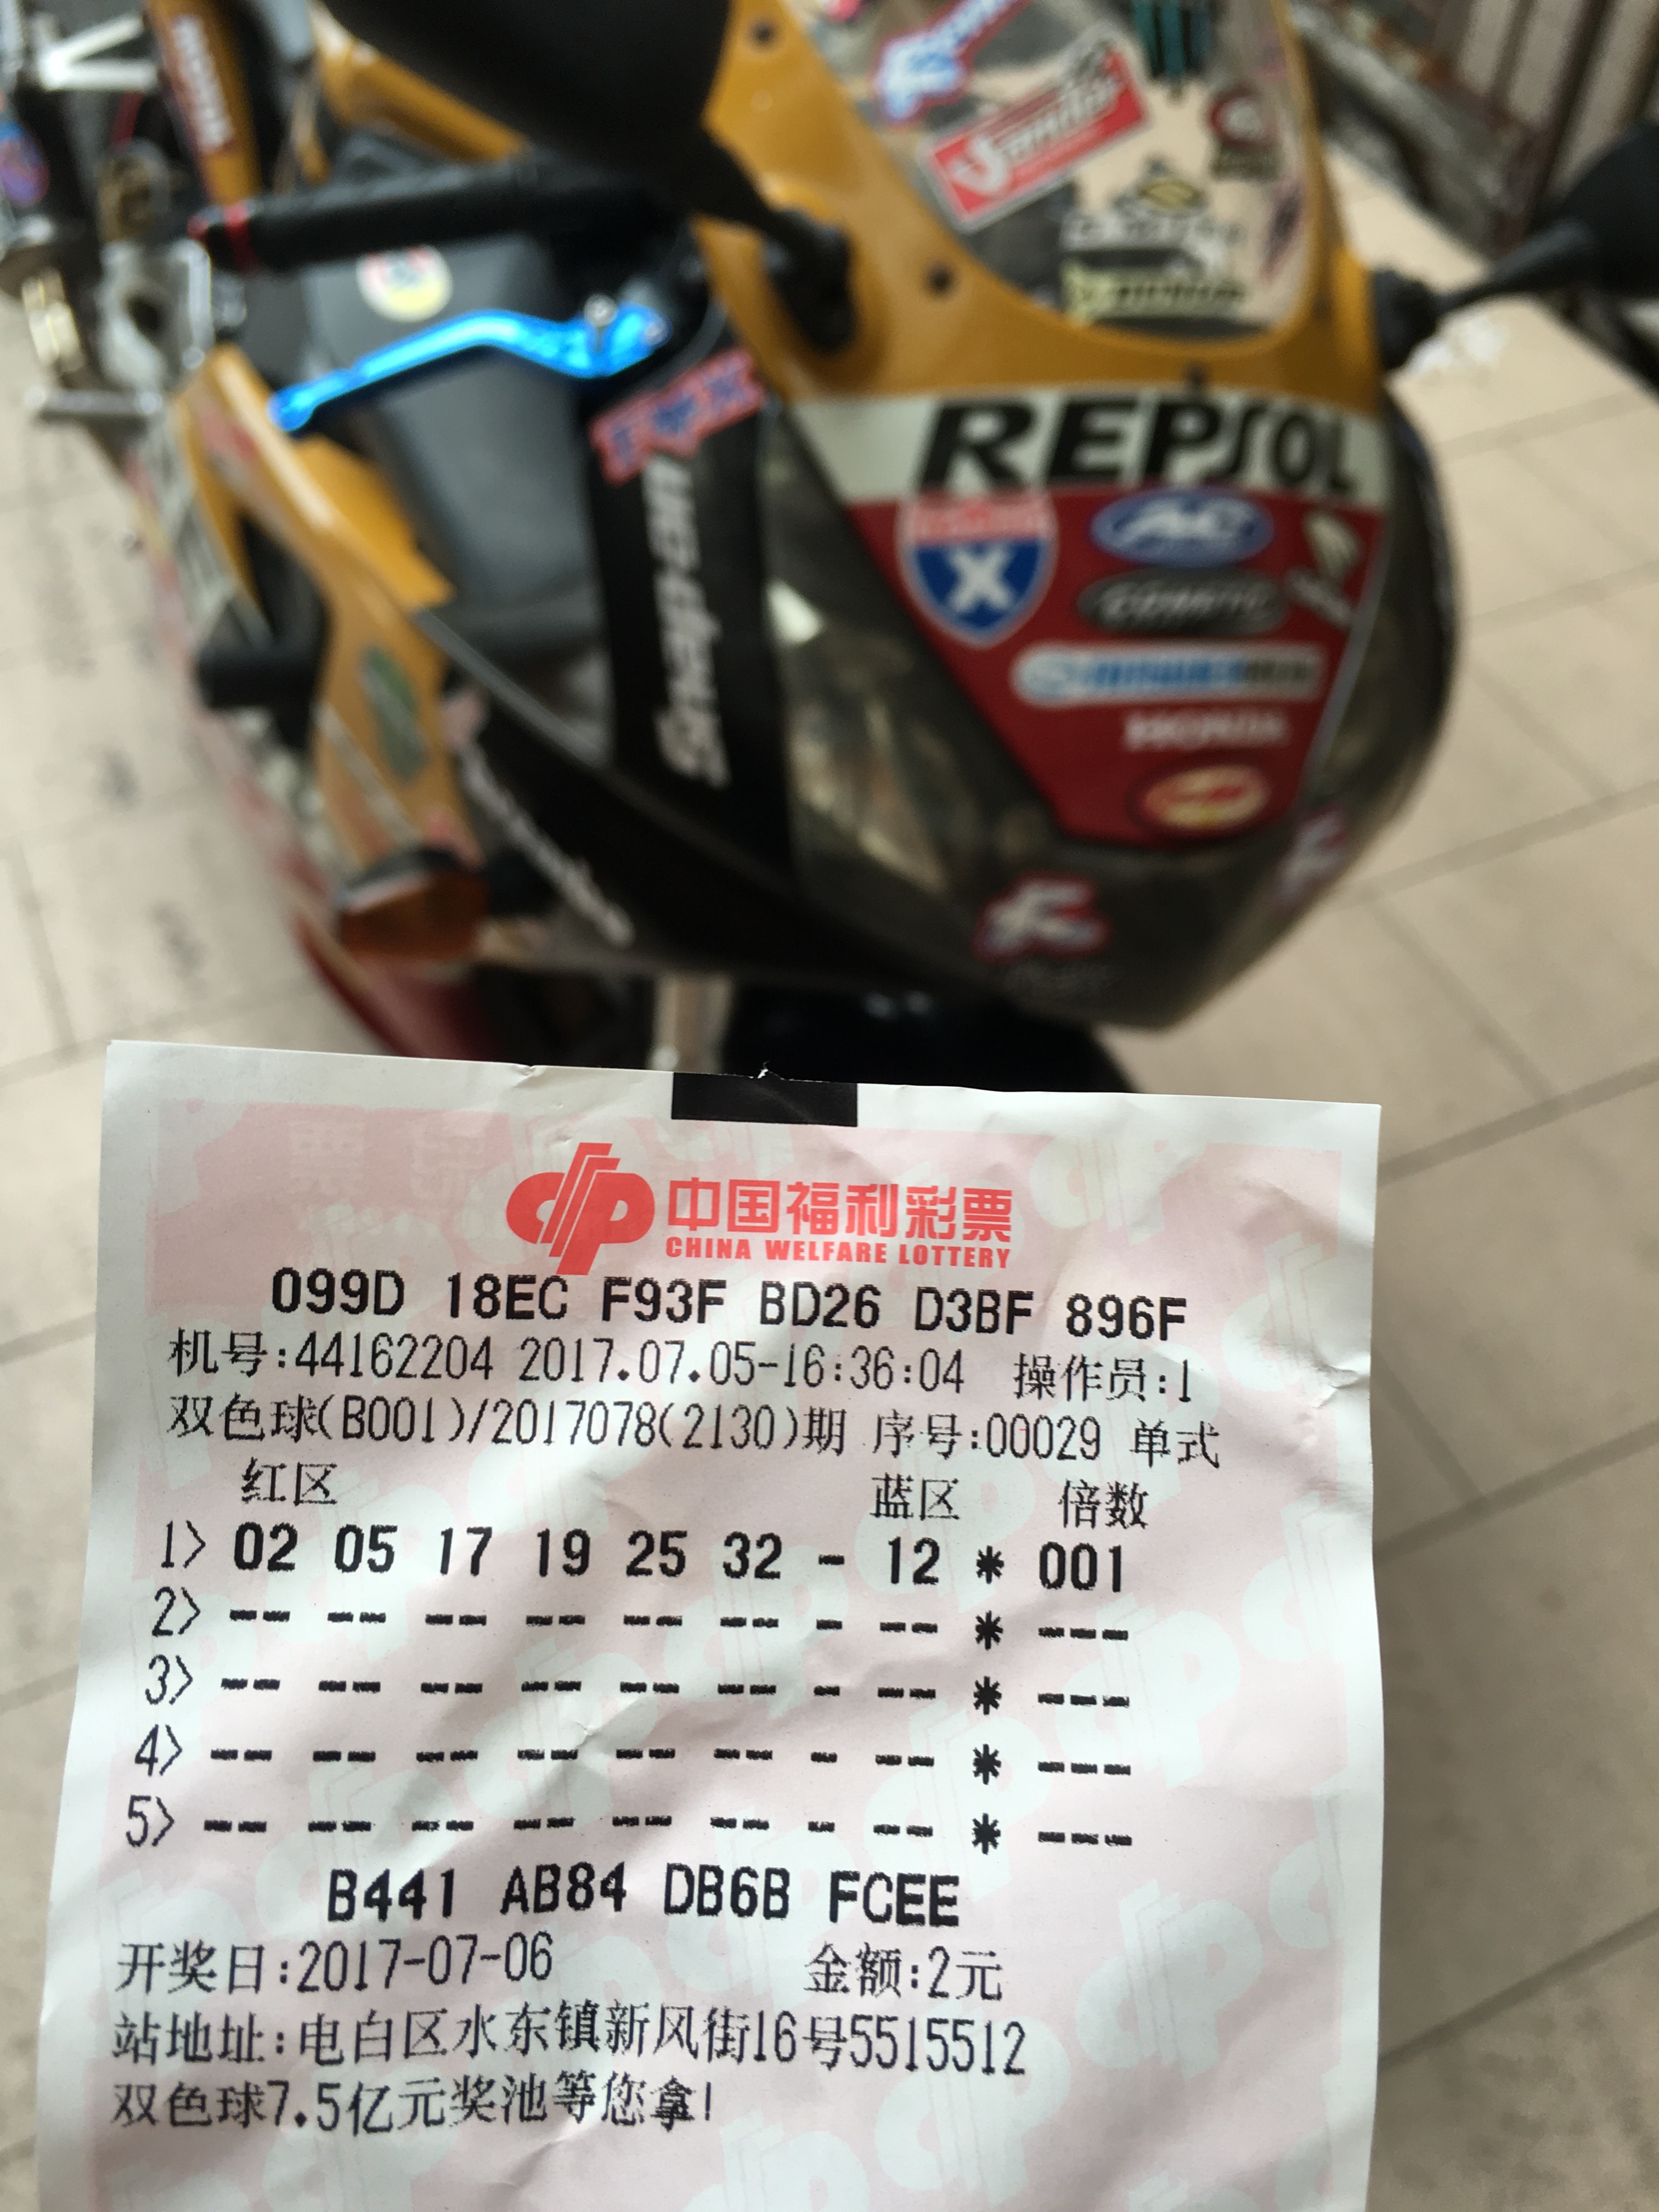 REPSOL
Snap-on
X
HONDA
中国福利彩票
CHINA WELFARE LOTTERY
099D 18EC F93F BD26 D3BF 896F
机号:44162204 2017.07.05-16:36:04 操作员:1
双色球(B001)/2017078(2130)期 序号:00029 单式
红区 蓝区 倍数
1> 02 05 17 19 25 32 - 12 * 001
2> -- -- -- -- -- -- - -- * ---
3> -- -- -- -- -- -- - -- * ---
4> -- -- -- -- -- -- - -- * ---
5> -- -- -- -- -- -- - -- * ---
B441 AB84 DB6B FCEE
开奖日:2017-07-06 金额:2元
站地址:电白区水东镇新风街16号5515512
双色球7.5亿元奖池等您拿!